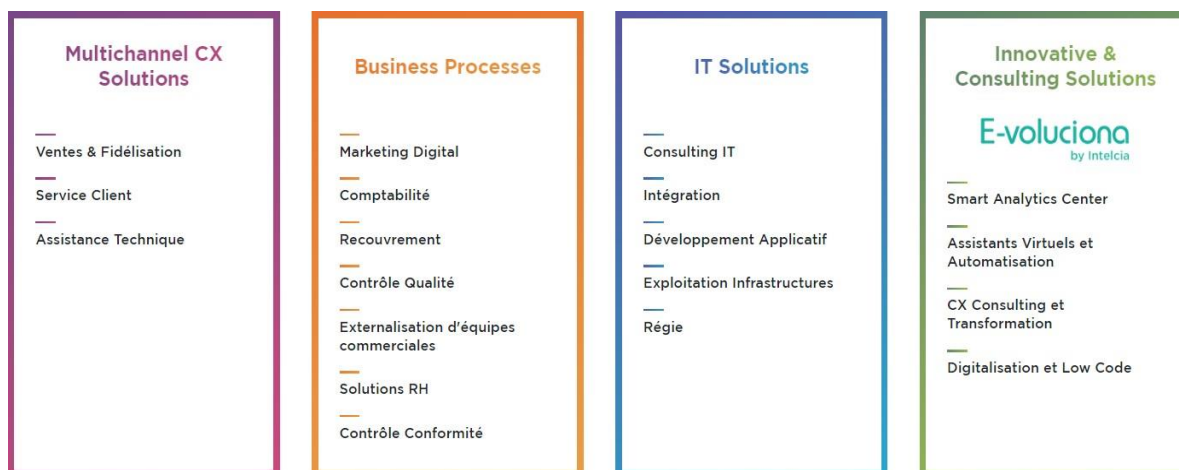 Multichannel CX
Solutions
Ventes & Fidélisation
Service Client
Assistance Technique
Business Processes
Marketing Digital
Comptabilité
Recouvrement
Contrôle Qualité
Externalisation d'équipes
commerciales
Solutions RH
Contrôle Conformité
IT Solutions
Consulting IT
Intégration
Développement Applicatif
Exploitation Infrastructures
Régie
Innovative &
Consulting Solutions
E-voluciona
by Intelcia
Smart Analytics Center
Assistants Virtuels et
Automatisation
CX Consulting et
Transformation
Digitalisation et Low Code